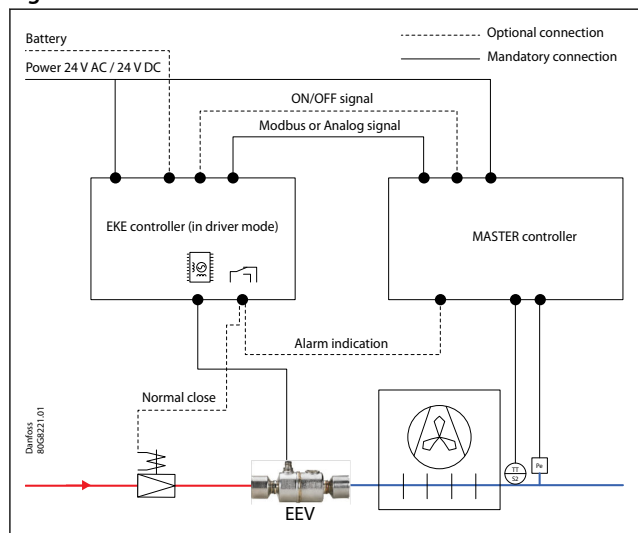 Battery
Optional connection
Mandatory connection
Power 24 V AC / 24 V DC
ON/OFF signal
Modbus or Analog signal
EKE controller (in driver mode)
MASTER controller
Alarm indication
Normal close
Danfoss
80G8221.01
TT
S2
Pe
EEV